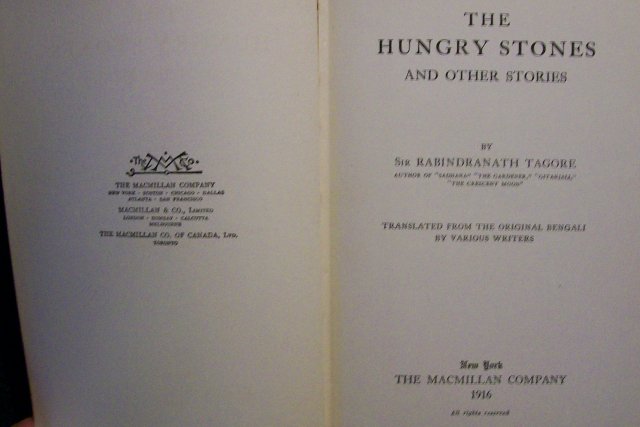 The MM Co.
THE MACMILLAN COMPANY
NEW YORK · BOSTON · CHICAGO · DALLAS
ATLANTA · SAN FRANCISCO
MACMILLAN & CO., LIMITED
LONDON · BOMBAY · CALCUTTA
MELBOURNE
THE MACMILLAN CO. OF CANADA, LTD.
TORONTO
THE
HUNGRY STONES
AND OTHER STORIES
BY
SIR RABINDRANATH TAGORE
AUTHOR OF "SADHANA" "THE GARDENER," "GITANJALI"
"THE CRESCENT MOON"
TRANSLATED FROM THE ORIGINAL BENGALI
BY VARIOUS WRITERS
New York
THE MACMILLAN COMPANY
1916
All rights reserved